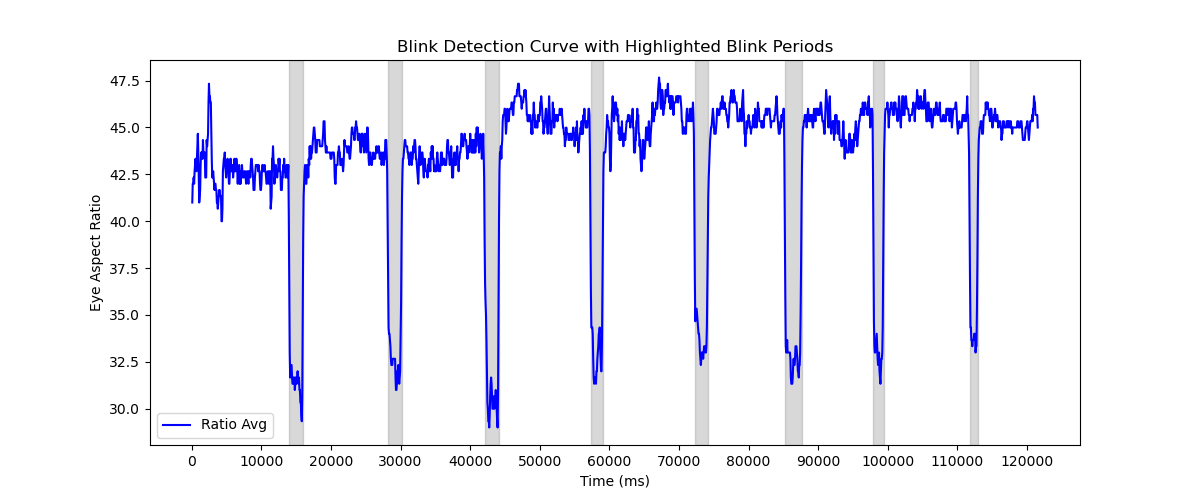 Blink Detection Curve with Highlighted Blink Periods
47.5
45.0
42.5
40.0
37.5
35.0
32.5
30.0
Eye Aspect Ratio
Ratio Avg
0 10000 20000 30000 40000 50000 60000 70000 80000 90000 100000 110000 120000
Time (ms)